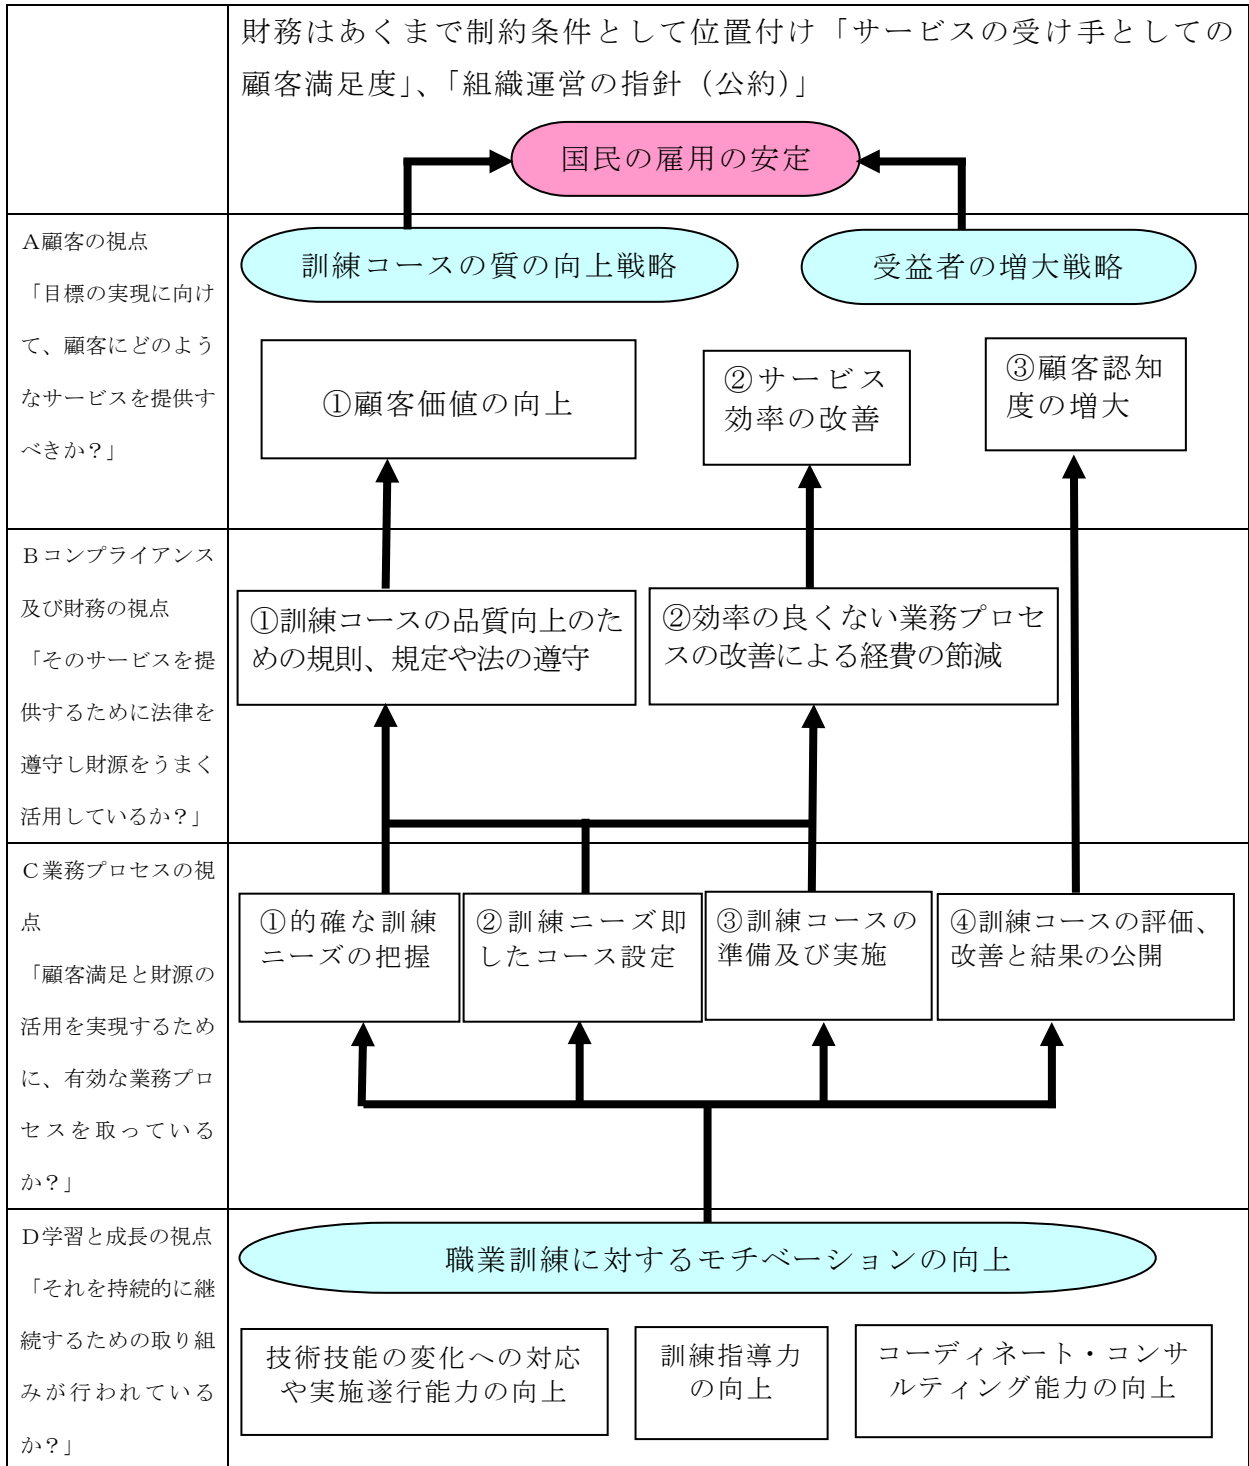 財務はあくまで制約条件として位置付け「サービスの受け手としての
顧客満足度」、「組織運営の指針（公約）」
国民の雇用の安定
A顧客の視点
「目標の実現に向け
て、顧客にどのよう
なサービスを提供す
べきか？」
訓練コースの質の向上戦略
受益者の増大戦略
①顧客価値の向上
②サービス
効率の改善
③顧客認知
度の増大
Bコンプライアンス
及び財務の視点
「そのサービスを提
供するために法律を
遵守し財源をうまく
活用しているか？」
①訓練コースの品質向上のた
めの規則、規定や法の遵守
②効率の良くない業務プロセ
スの改善による経費の節減
C業務プロセスの視
点
「顧客満足と財源の
活用を実現するため
に、有効な業務プロ
セスを取っている
か？」
①的確な訓練
ニーズの把握
②訓練ニーズ即
したコース設定
③訓練コースの
準備及び実施
④訓練コースの評価、
改善と結果の公開
D学習と成長の視点
「それを持続的に継
続するための取り組
みが行われている
か？」
職業訓練に対するモチベーションの向上
技術技能の変化への対応
や実施遂行能力の向上
訓練指導力
の向上
コーディネート・コンサ
ルティング能力の向上